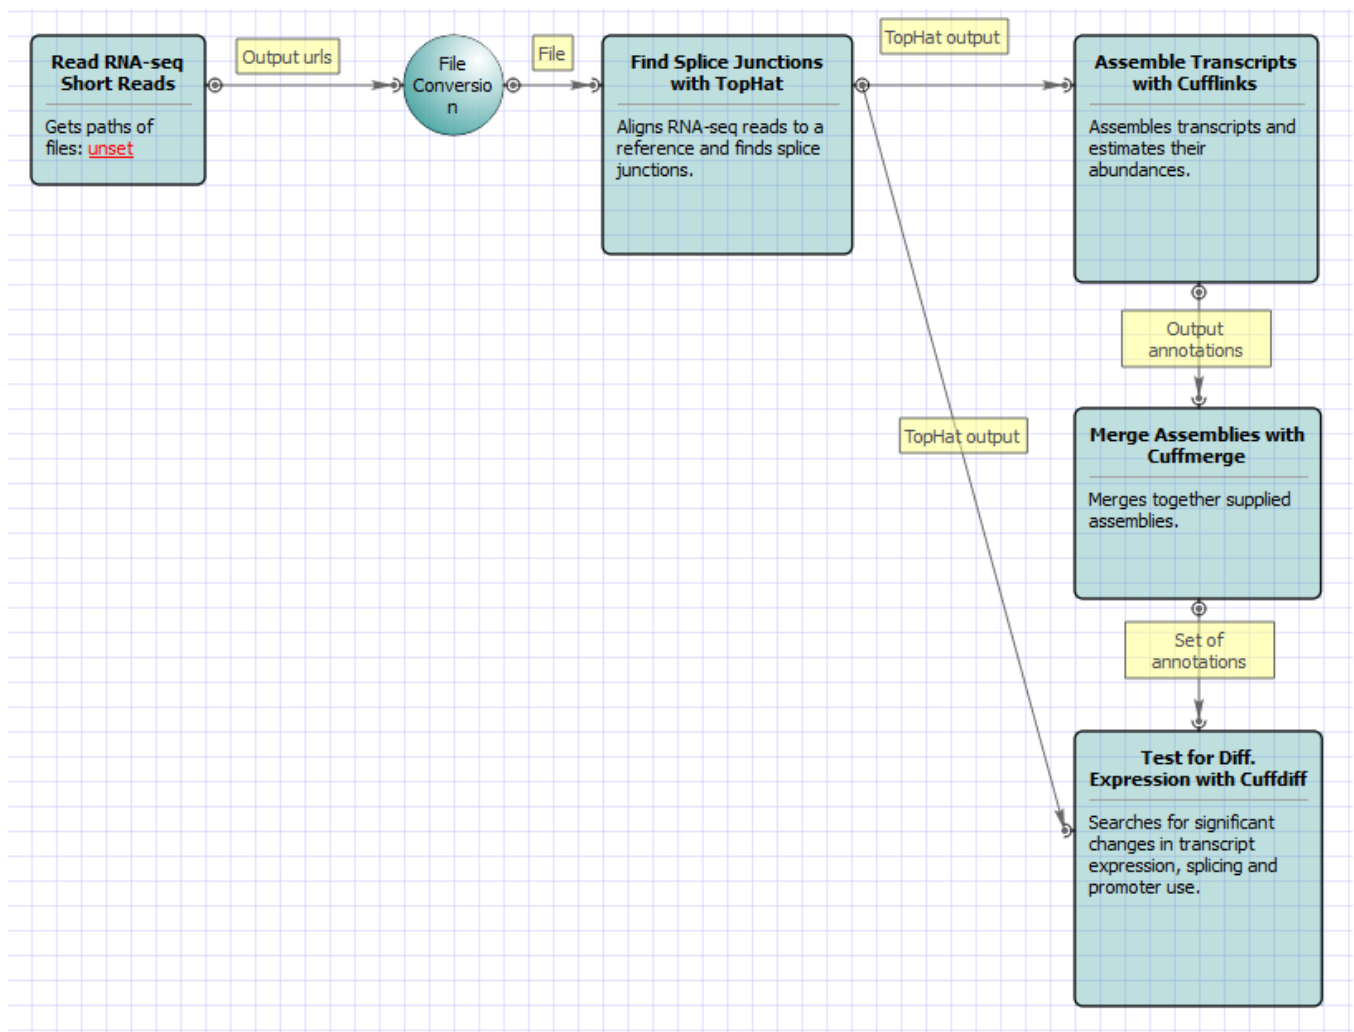 Read RNA-seq
Short Reads
Gets paths of
files: unset
Output urls
File
Conversio
n
File
Find Splice Junctions
with TopHat
Aligns RNA-seq reads to a
reference and finds splice
junctions.
TopHat output
Assemble Transcripts
with Cufflinks
Assembles transcripts and
estimates their
abundances.
Output
annotations
TopHat output
Merge Assemblies with
Cuffmerge
Merges together supplied
assemblies.
Set of
annotations
Test for Diff.
Expression with Cuffdiff
Searches for significant
changes in transcript
expression, splicing and
promoter use.